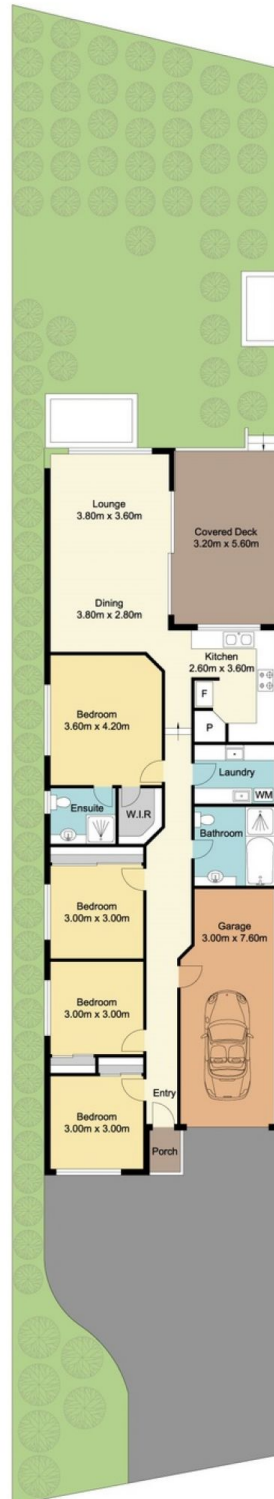 Lounge
3.80m x 3.60m
Covered Deck
3.20m x 5.60m
Dining
3.80m x 2.80m
Kitchen
2.60m x 3.60m
F
P
Bedroom
3.60m x 4.20m
Laundry
WM
Ensuite
W.I.R
Bathroom
Bedroom
3.00m x 3.00m
Garage
3.00m x 7.60m
Bedroom
3.00m x 3.00m
Entry
Bedroom
3.00m x 3.00m
Porch